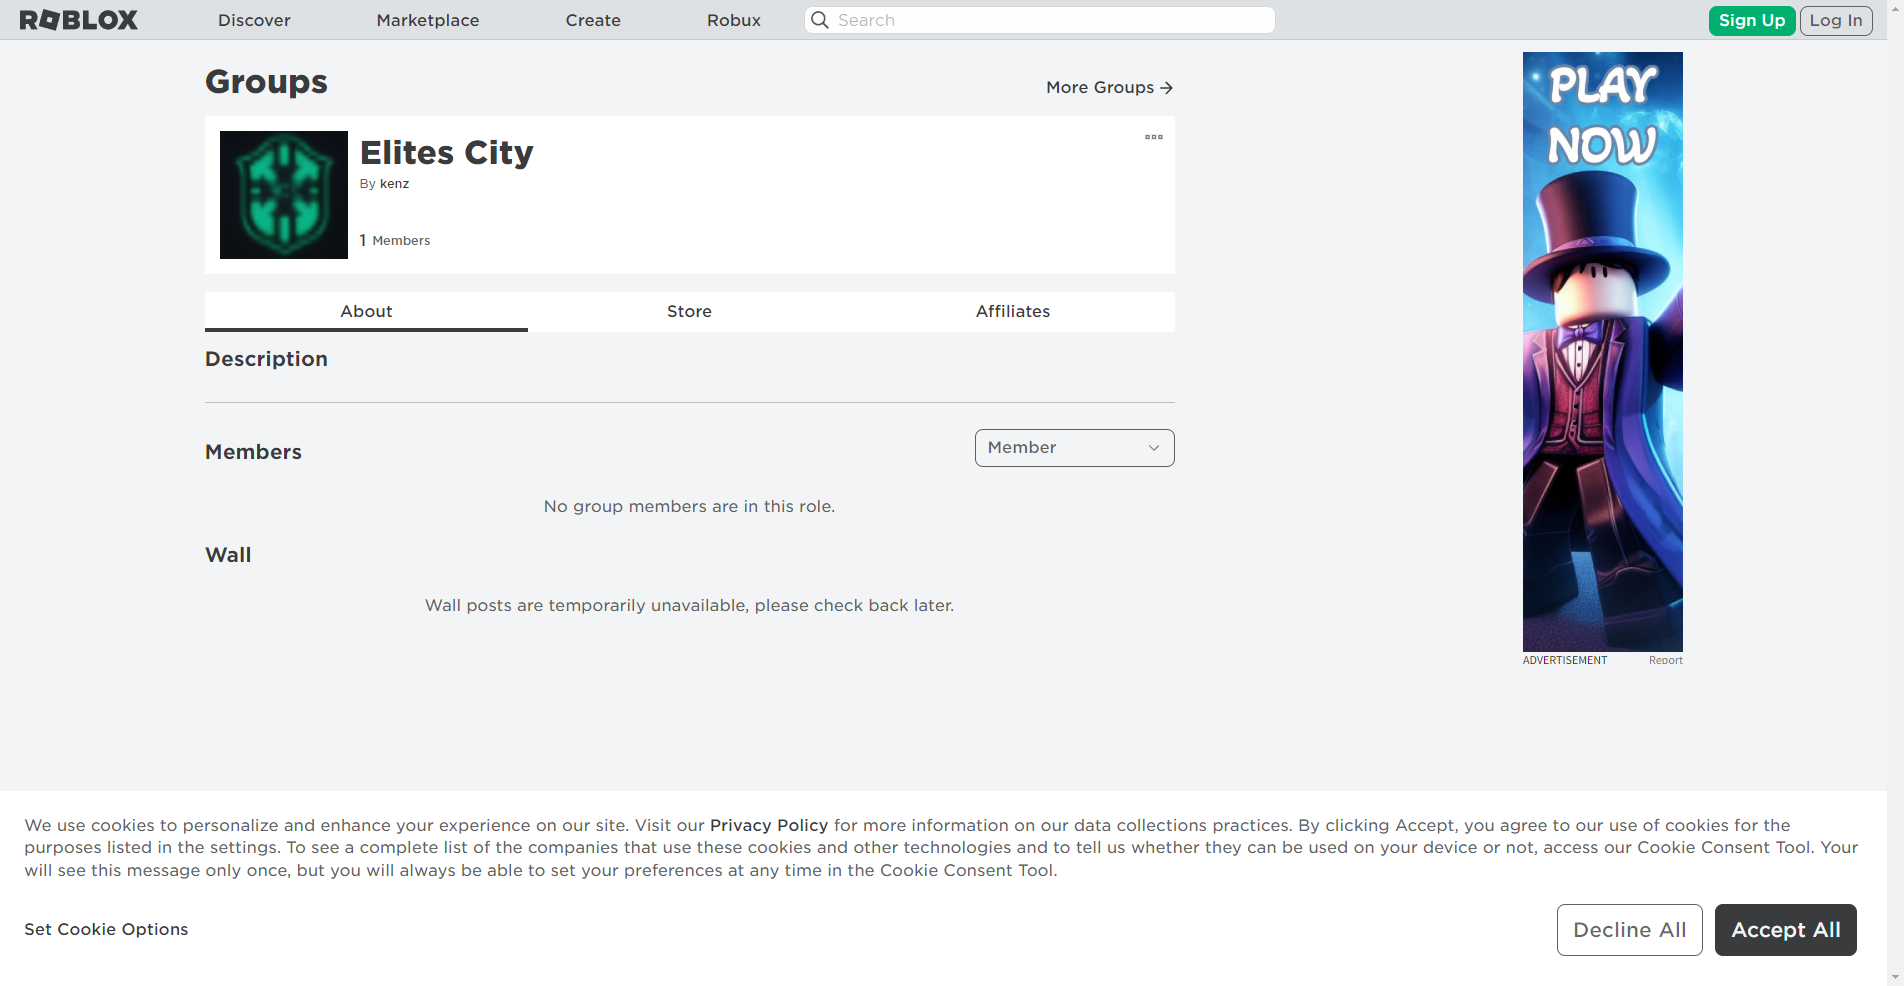 ROBLOX Discover Marketplace Create Robux Search Sign Up Log In
Groups
More Groups →
Elites City
By kenz
1 Members
About Store Affiliates
Description
Members
Member
No group members are in this role.
Wall
Wall posts are temporarily unavailable, please check back later.
PLAY
NOW
ADVERTISEMENT Report
We use cookies to personalize and enhance your experience on our site. Visit our Privacy Policy for more information on our data collections practices. By clicking Accept, you agree to our use of cookies for the
purposes listed in the settings. To see a complete list of the companies that use these cookies and other technologies and to tell us whether they can be used on your device or not, access our Cookie Consent Tool. Your
will see this message only once, but you will always be able to set your preferences at any time in the Cookie Consent Tool.
Set Cookie Options
Decline All
Accept All